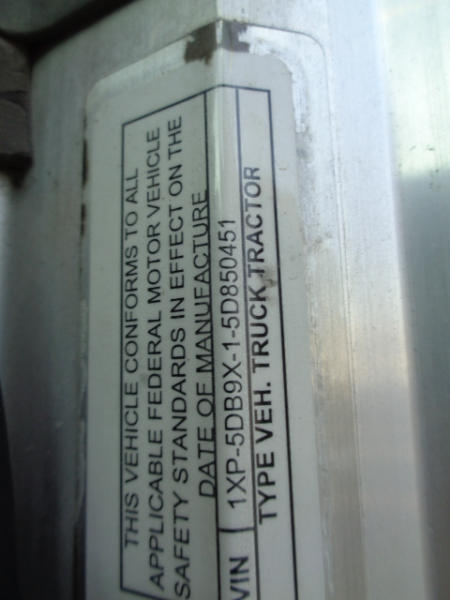 THIS VEHICLE CONFORMS TO ALL
APPLICABLE FEDERAL MOTOR VEHICLE
SAFETY STANDARDS IN EFFECT ON THE
DATE OF MANUFACTURE
VIN 1XP-5DB9X-1-5D850451
TYPE VEH. TRUCK TRACTOR